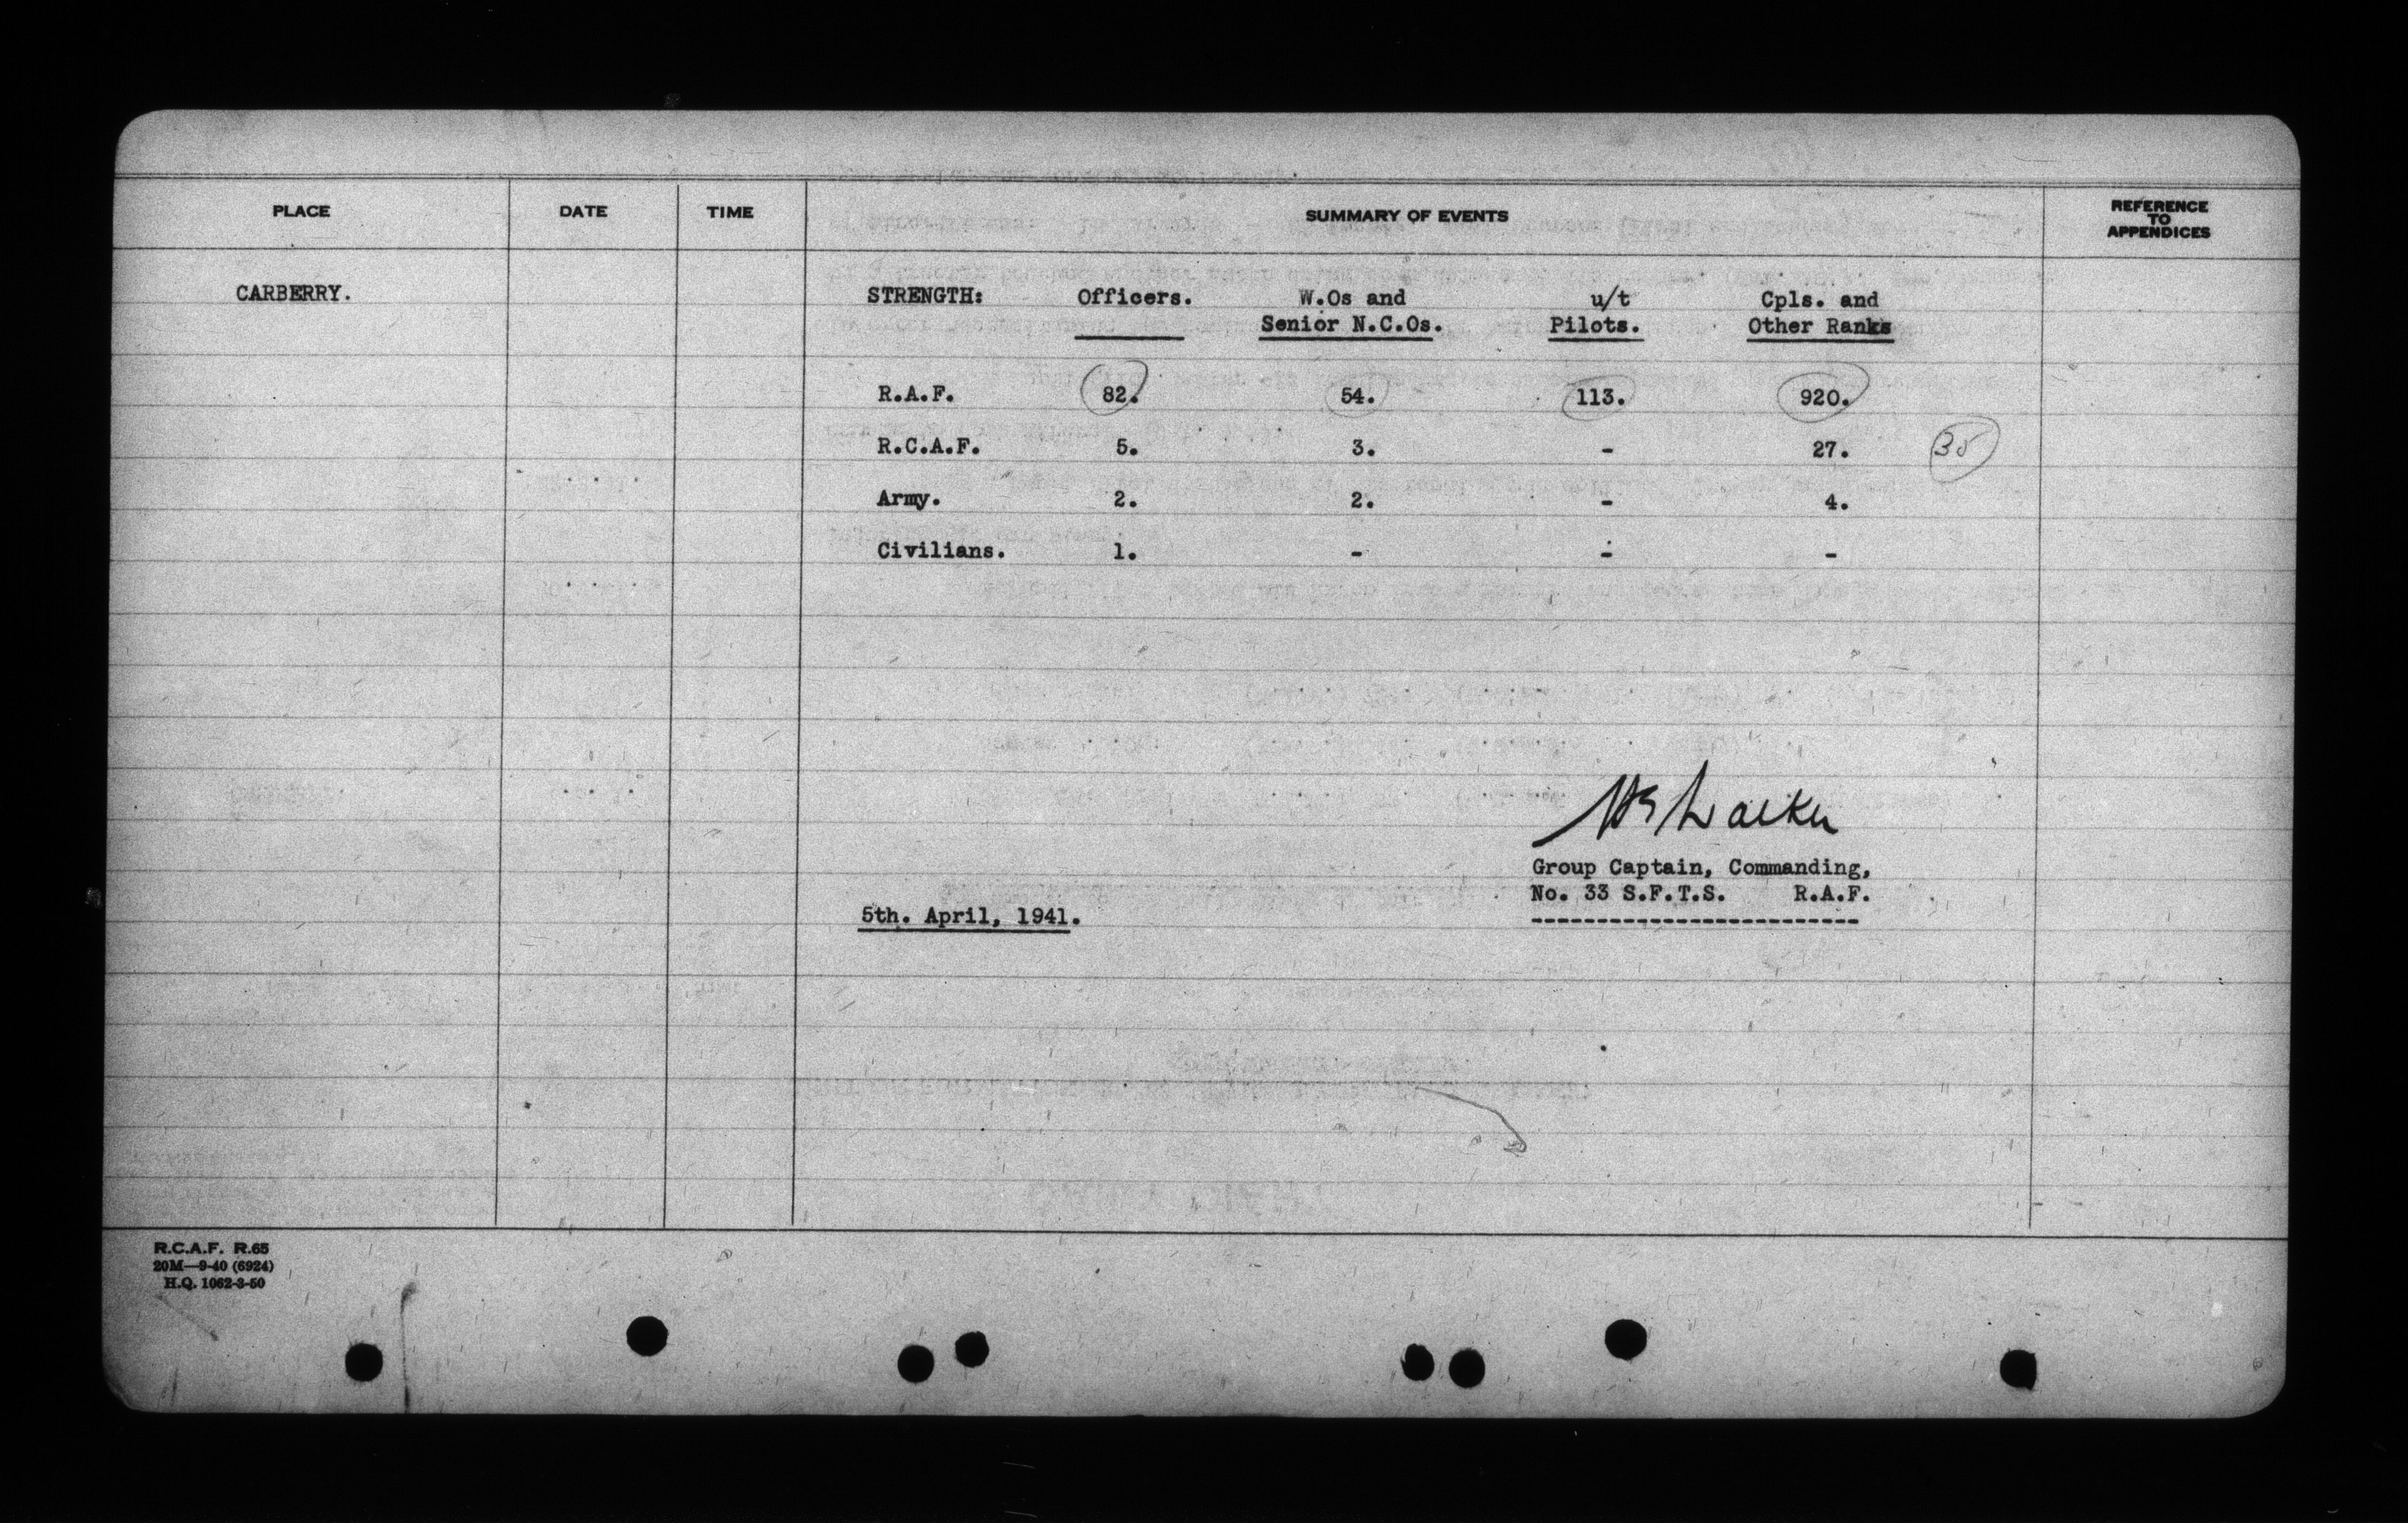 PLACE DATE TIME SUMMARY OF EVENTS REFERENCE TO APPENDICES
CARBERRY. STRENGTH: Officers. W.Os and u/t Cpls. and
Senior N.C.Os. Pilots. Other Ranks
R.A.F. 82. 54. 113. 920.
R.C.A.F. 5. 3. - 27. 35
Army. 2. 2. - 4.
Civilians. 1. - - -
Walker
Group Captain, Commanding,
No. 33 S.F.T.S. R.A.F.
5th. April, 1941.
R.C.A.F. R.65
20M—9-40 (6924)
H.Q. 1062-3-50